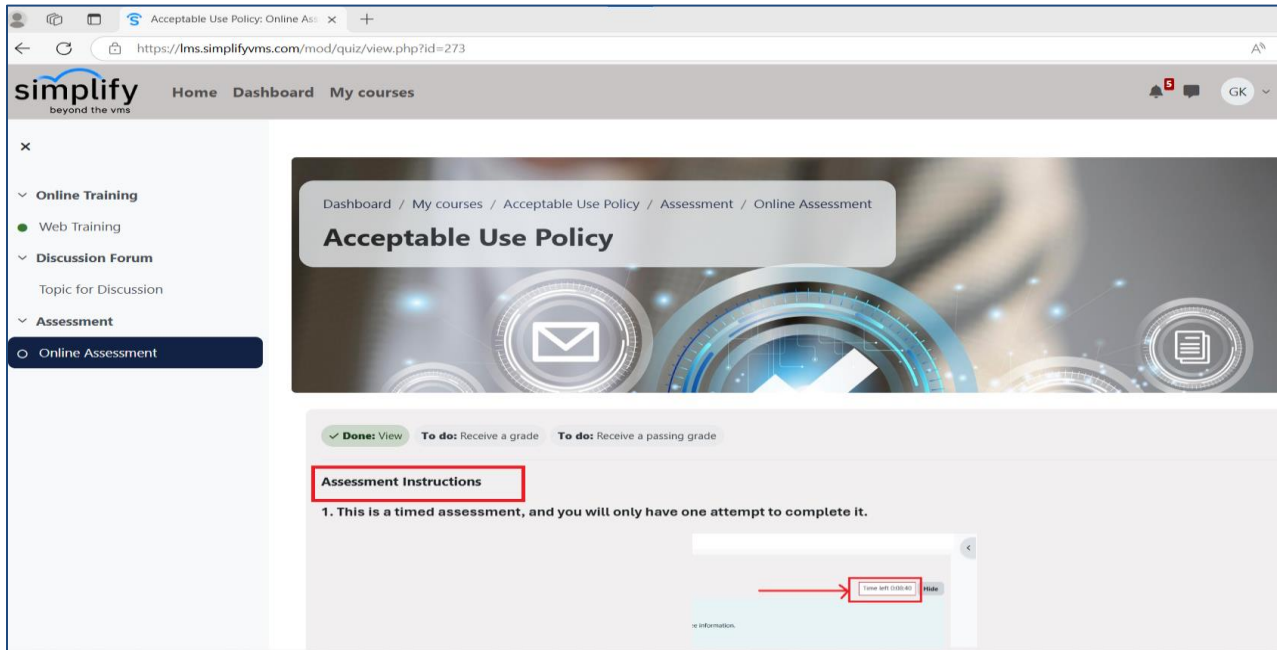 Acceptable Use Policy: Online Ass
https://lms.simplifyvms.com/mod/quiz/view.php?id=273
simplify
beyond the vms
Home Dashboard My courses
5
GK
Online Training
Web Training
Discussion Forum
Topic for Discussion
Assessment
Online Assessment
Dashboard / My courses / Acceptable Use Policy / Assessment / Online Assessment
Acceptable Use Policy
Done: View To do: Receive a grade To do: Receive a passing grade
Assessment Instructions
1. This is a timed assessment, and you will only have one attempt to complete it.
Time left 0:00:40 Hide
e information.